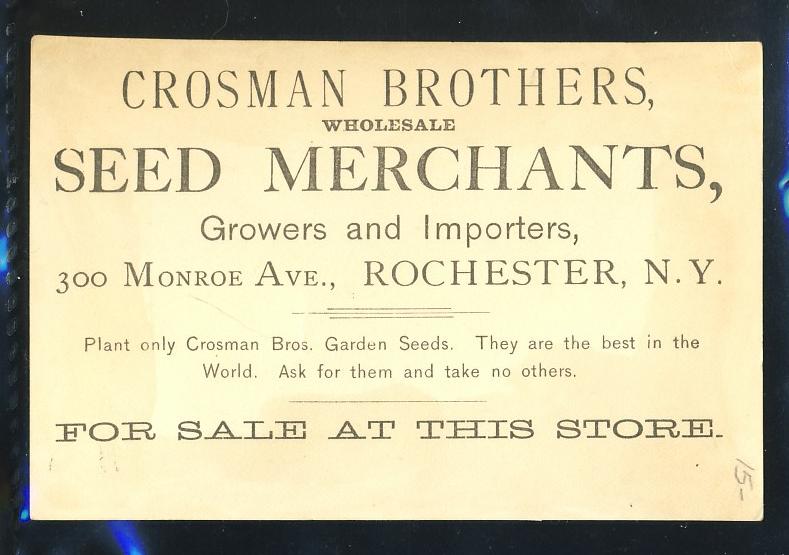 CROSMAN BROTHERS,
WHOLESALE
SEED MERCHANTS,
Growers and Importers,
300 MONROE AVE., ROCHESTER, N.Y.
Plant only Crosman Bros. Garden Seeds. They are the best in the
World. Ask for them and take no others.
FOR SALE AT THIS STORE.
15-